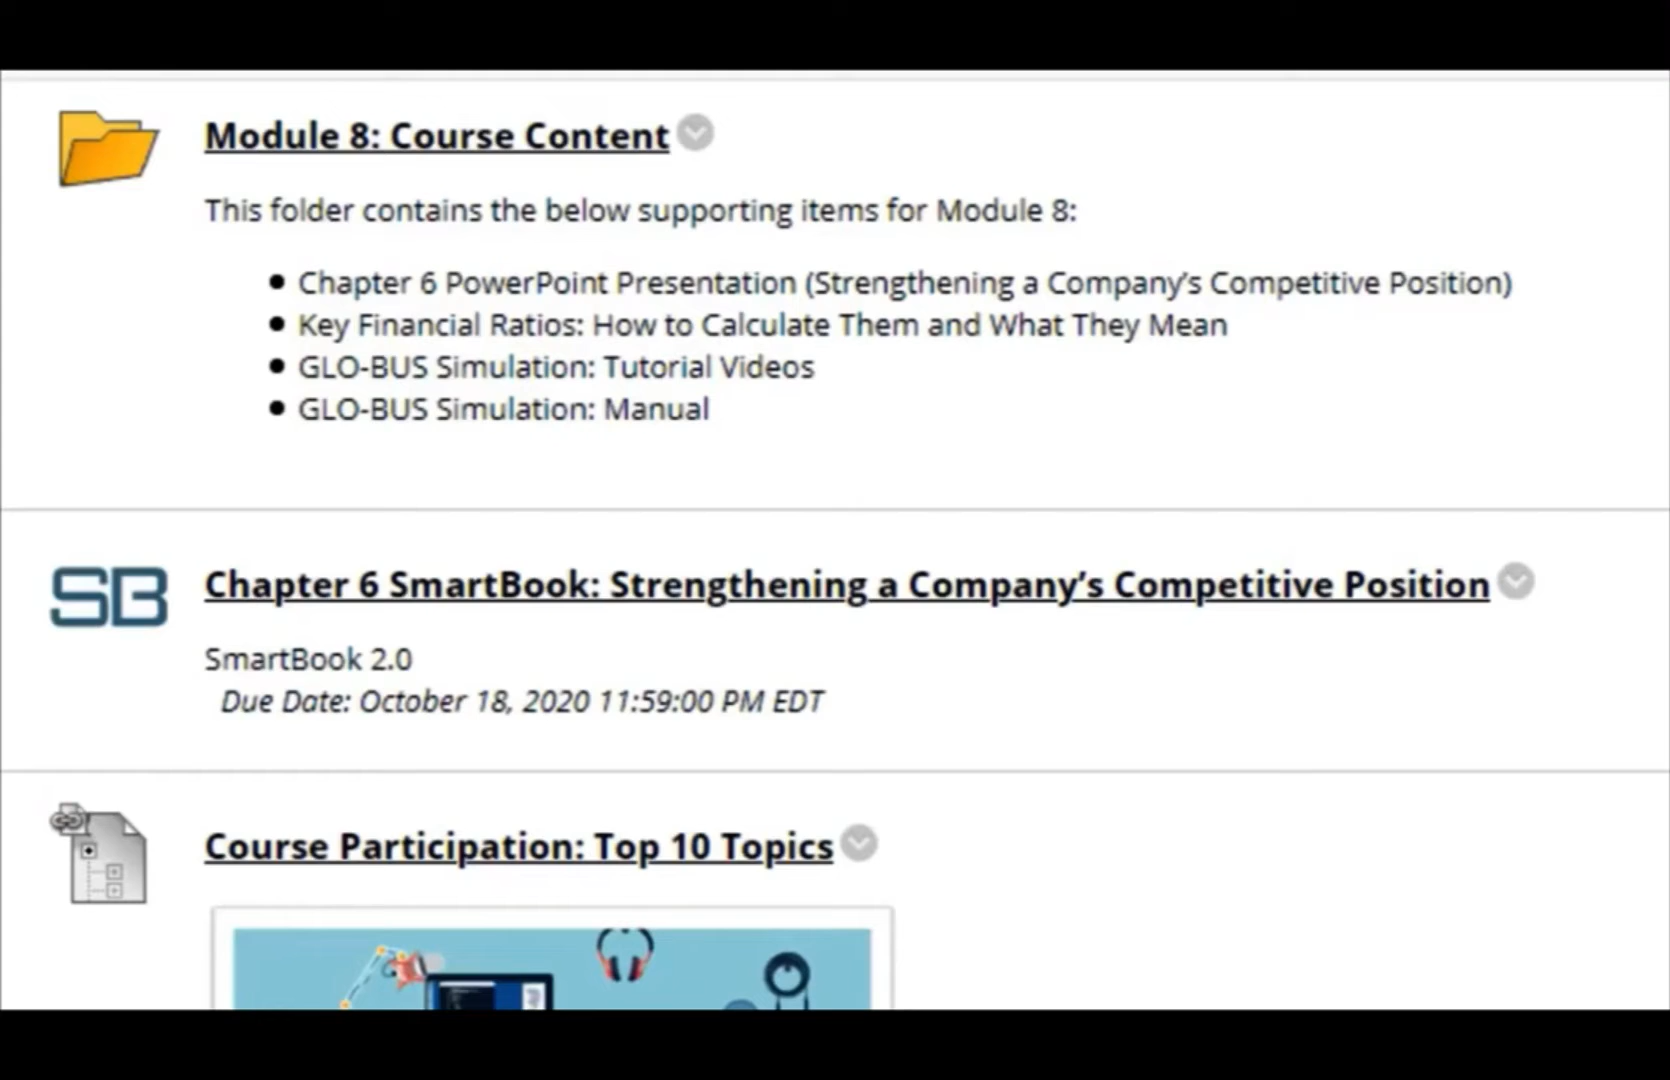 Module 8: Course Content
This folder contains the below supporting items for Module 8:
Chapter 6 PowerPoint Presentation (Strengthening a Company's Competitive Position)
Key Financial Ratios: How to Calculate Them and What They Mean
GLO-BUS Simulation: Tutorial Videos
GLO-BUS Simulation: Manual
SB
Chapter 6 SmartBook: Strengthening a Company's Competitive Position
SmartBook 2.0
Due Date: October 18, 2020 11:59:00 PM EDT
Course Participation: Top 10 Topics